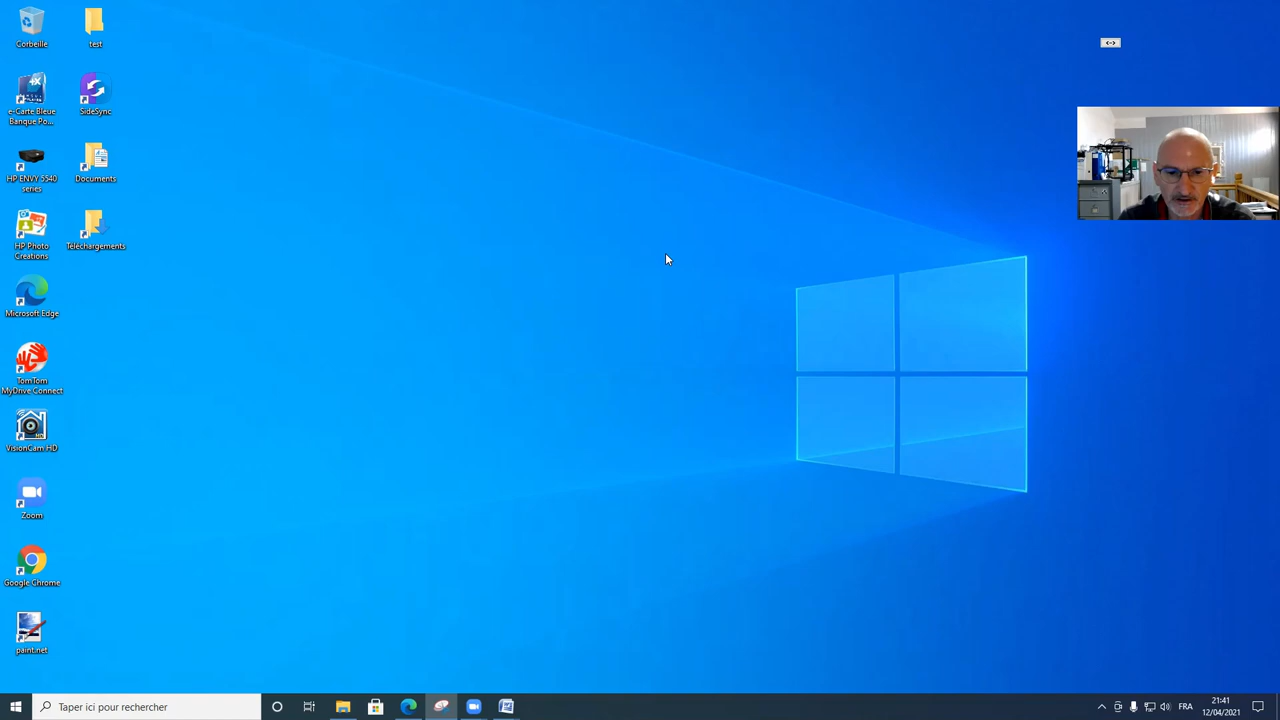 Corbeille
test
e-Carte Bleue
Banque Po...
SideSync
HP ENVY 5540
series
Documents
HP Photo
Creations
Téléchargements
Microsoft Edge
TomTom
MyDrive Connect
VisionCam HD
Zoom
Google Chrome
paint.net
Taper ici pour rechercher
FRA
21:41
12/04/2021